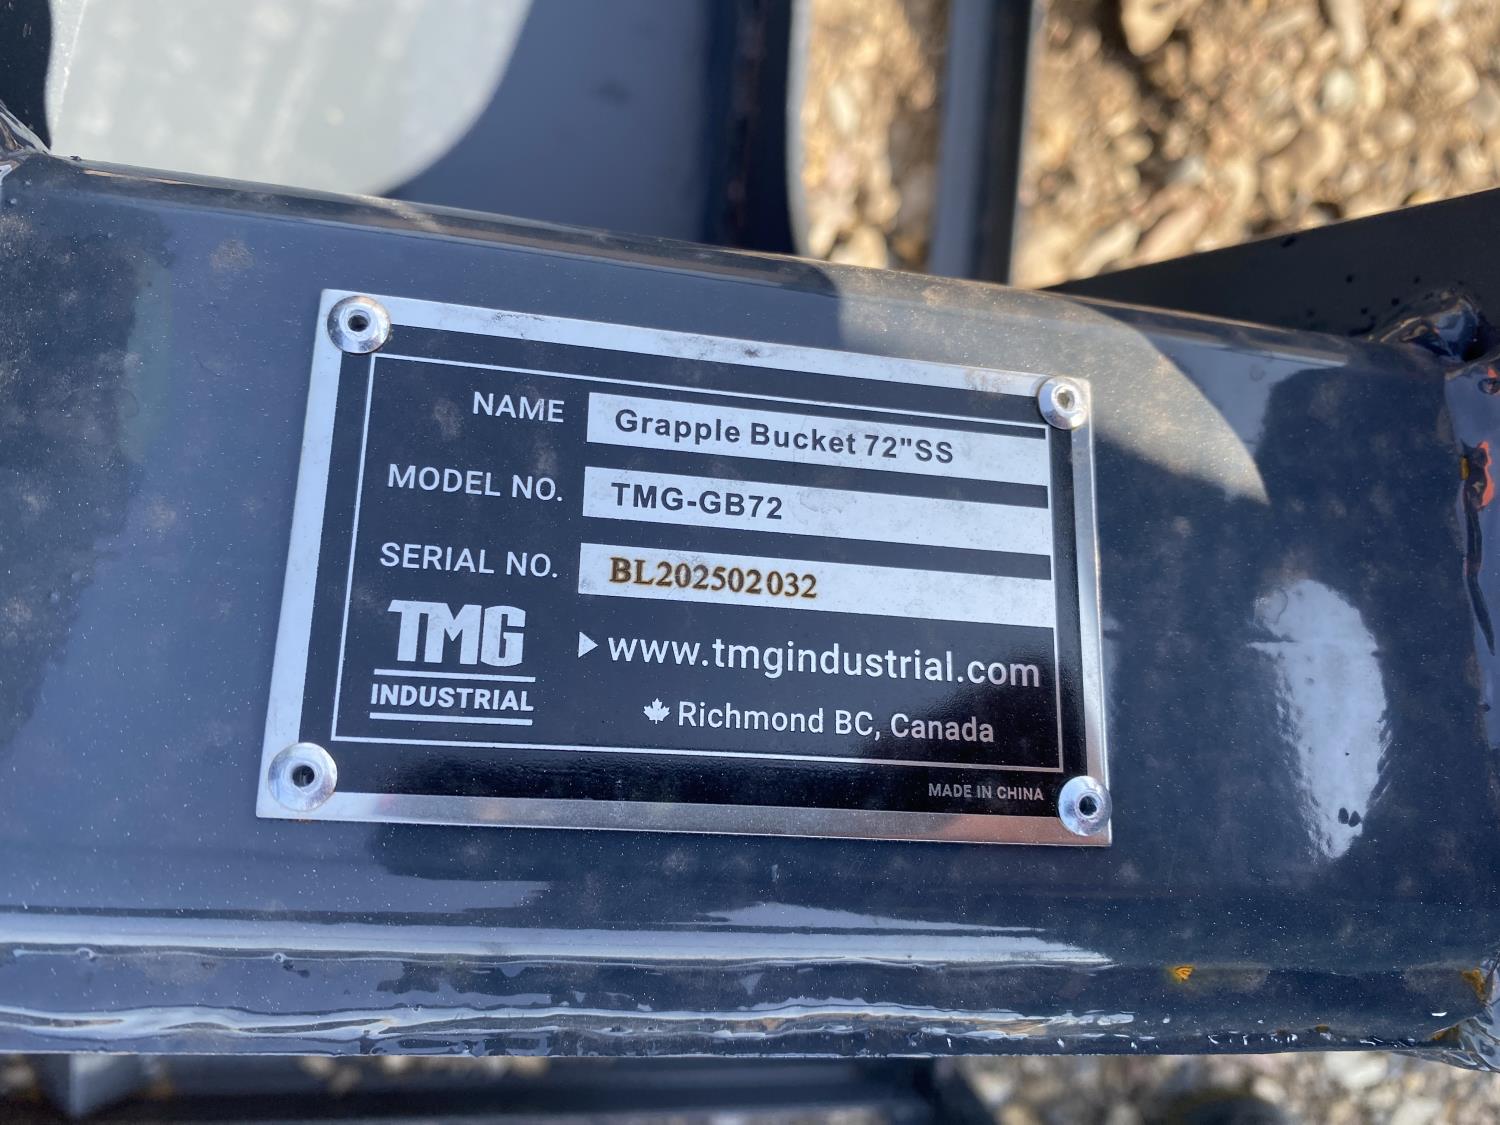 NAME Grapple Bucket 72"SS
MODEL NO. TMG-GB72
SERIAL NO. BL202502032
TMG
INDUSTRIAL
www.tmgindustrial.com
Richmond BC, Canada
MADE IN CHINA